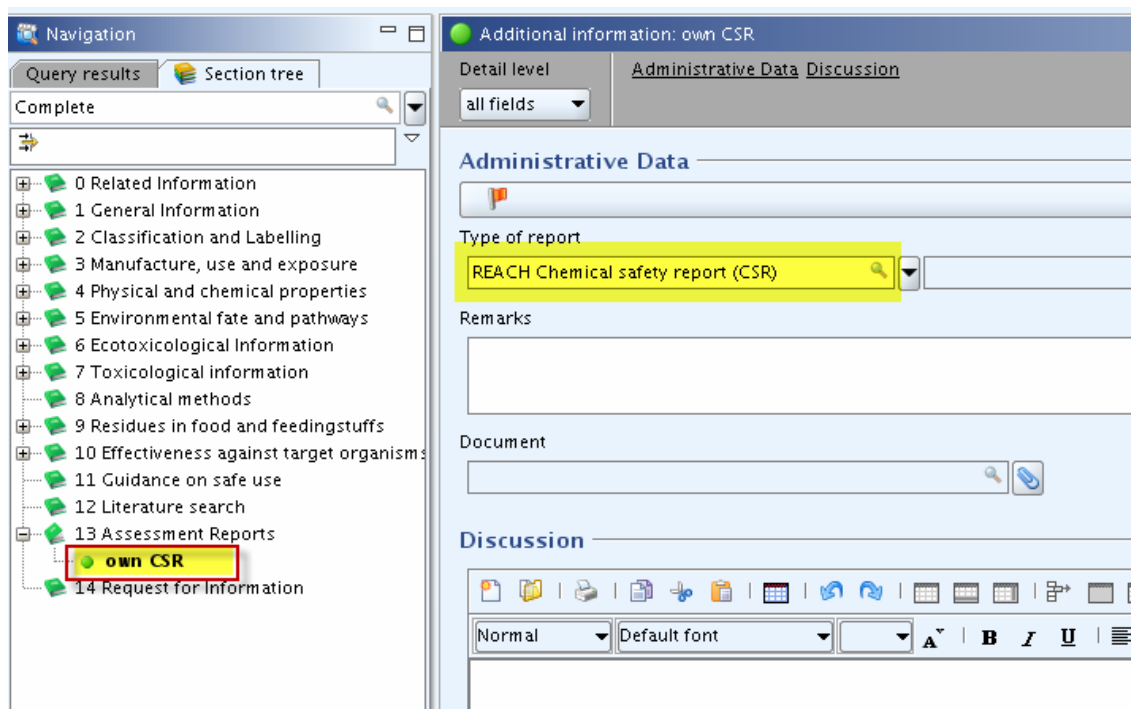 Navigation
Query results
Section tree
Complete
0 Related Information
1 General Information
2 Classification and Labelling
3 Manufacture, use and exposure
4 Physical and chemical properties
5 Environmental fate and pathways
6 Ecotoxicological Information
7 Toxicological information
8 Analytical methods
9 Residues in food and feedingstuffs
10 Effectiveness against target organisms
11 Guidance on safe use
12 Literature search
13 Assessment Reports
own CSR
14 Request for Information
Additional information: own CSR
Detail level
Administrative Data Discussion
all fields
Administrative Data
Type of report
REACH Chemical safety report (CSR)
Remarks
Document
Discussion
Normal
Default font
A
B I U